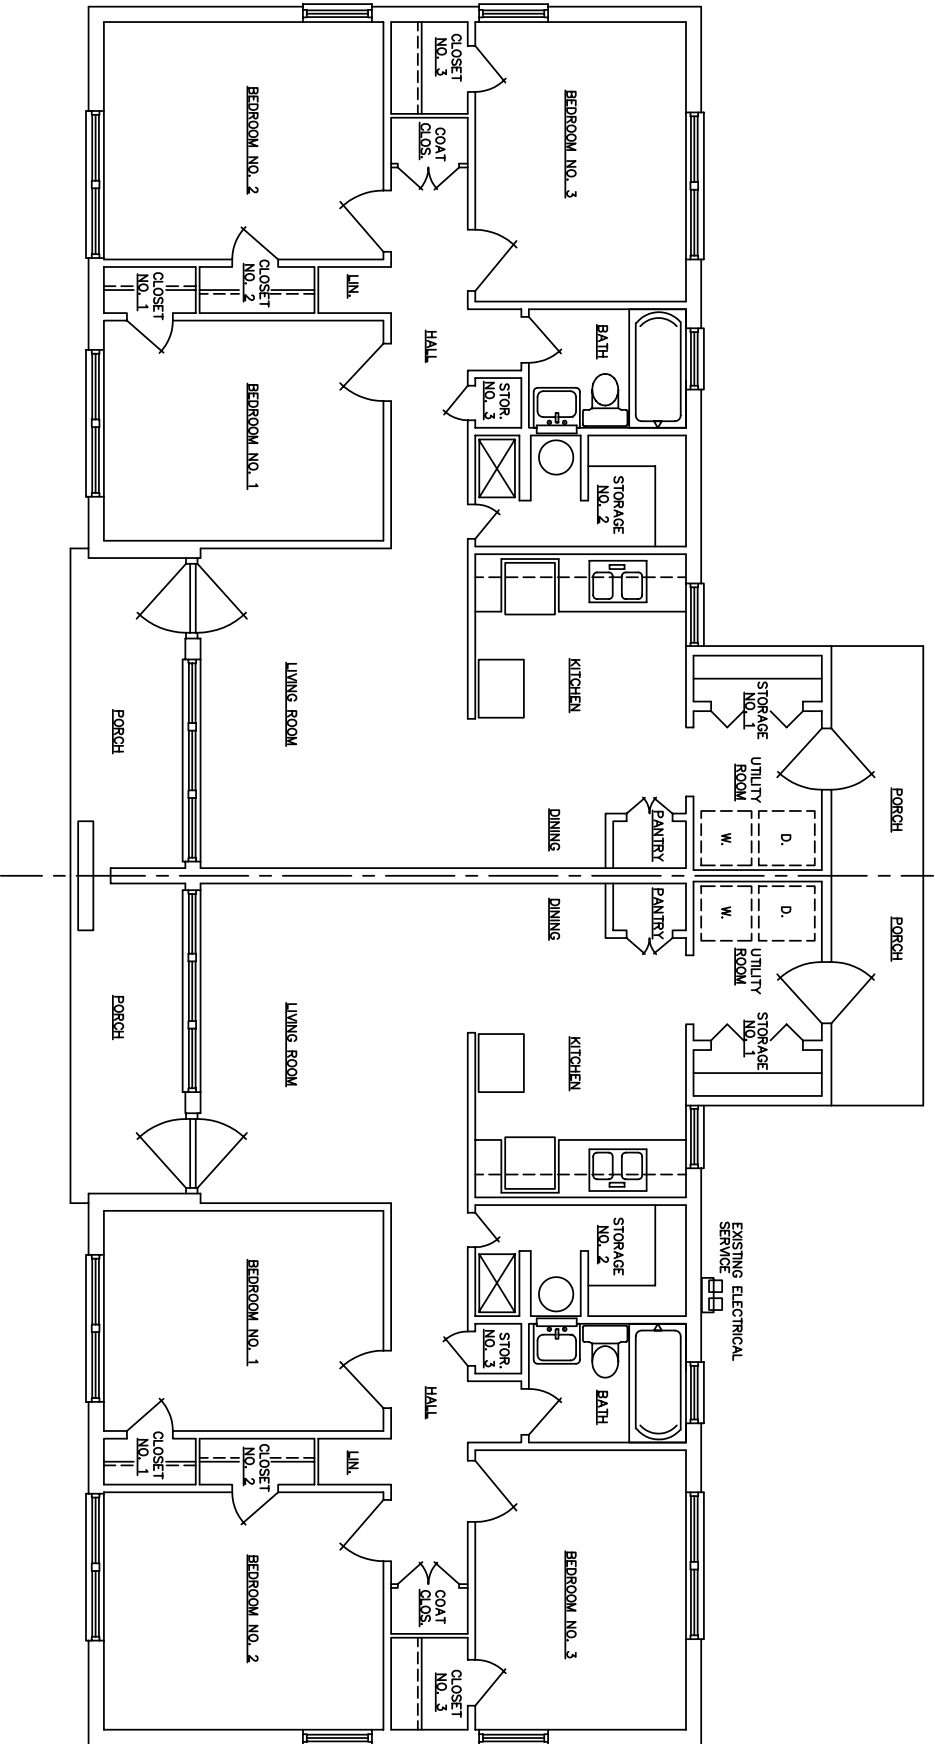 CLOSET
NO. 3
COAT
CLOS.
BEDROOM NO. 2
BEDROOM NO. 3
CLOSET
NO. 1
CLOSET
NO. 2
LIN.
HALL
BATH
STOR.
NO. 3
BEDROOM NO. 1
STORAGE
NO. 2
LIVING ROOM
KITCHEN
STORAGE
NO. 1
PORCH
DINING
PANTRY
UTILITY
ROOM
W.
D.
PORCH
DINING
PANTRY
W.
D.
UTILITY
ROOM
PORCH
PORCH
LIVING ROOM
KITCHEN
STORAGE
NO. 1
STORAGE
NO. 2
EXISTING ELECTRICAL
SERVICE
BEDROOM NO. 1
STOR.
NO. 3
HALL
BATH
CLOSET
NO. 1
CLOSET
NO. 2
LIN.
BEDROOM NO. 2
COAT
CLOS.
BEDROOM NO. 3
CLOSET
NO. 3